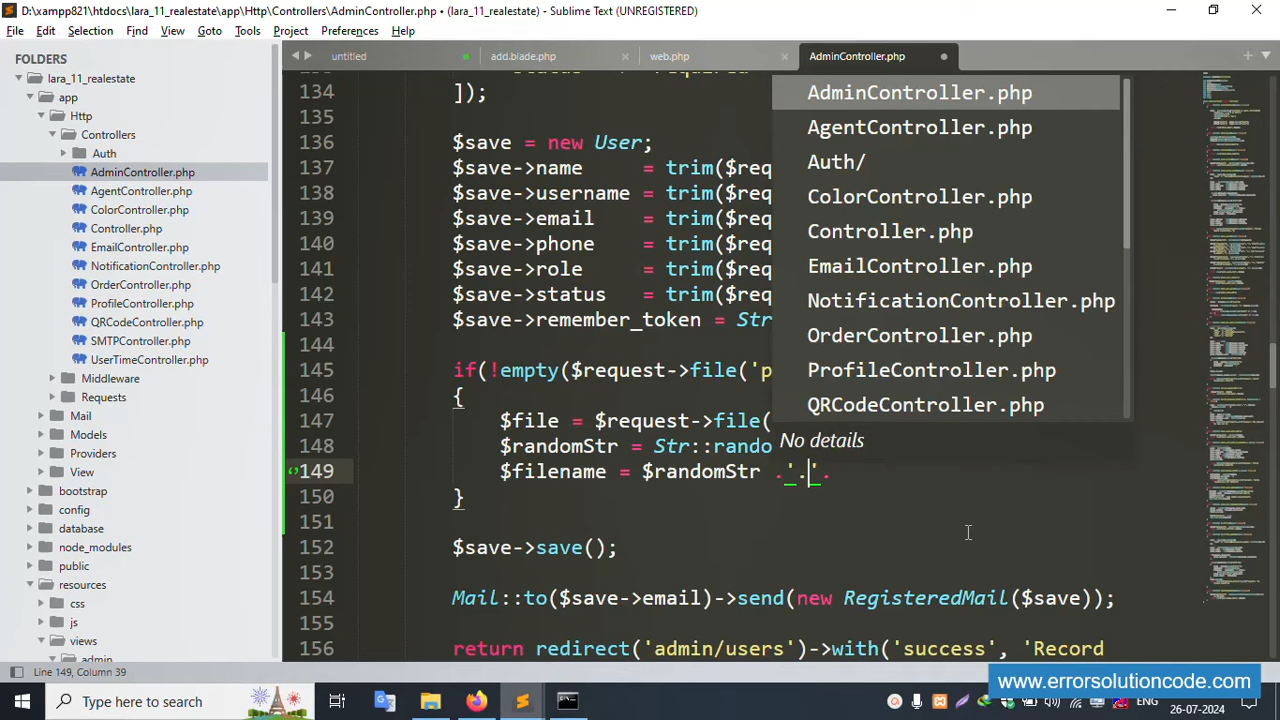 D:\xampp821\htdocs\lara_11_realestate\app\Http\Controllers\AdminController.php • (lara_11_realestate) - Sublime Text (UNREGISTERED)
File Edit Selection Find View Goto Tools Project Preferences Help
FOLDERS
lara_11_realestate
app
Http
Controllers
Auth
AdminController.php
AgentController.php
ColorController.php
Controller.php
EmailController.php
NotificationController.php
OrderController.php
ProfileController.php
QRCodeController.php
SMTPController.php
UserTimeController.php
Middleware
Requests
Mail
Models
Providers
View
bootstrap
config
database
node_modules
public
resources
css
js
views
admin
untitled add.blade.php web.php AdminController.php
134 ]);
135
136 $save = new User;
137 $save->name = trim($req
138 $save->username = trim($req
139 $save->email = trim($req
140 $save->phone = trim($req
141 $save->role = trim($req
142 $save->status = trim($req
143 $save->remember_token = Str
144
145 if(!empty($request->file('p
146 {
147 $file = $request->file(
148 $randomStr = Str::rando
149 $filename = $randomStr .'.'.
150 }
151
152 $save->save();
153
154 Mail::to($save->email)->send(new RegisteredMail($save));
155
156 return redirect('admin/users')->with('success', 'Record
AdminController.php
AgentController.php
Auth/
ColorController.php
Controller.php
EmailController.php
NotificationController.php
OrderController.php
ProfileController.php
QRCodeController.php
No details
Line 149, Column 39
www.errorsolutioncode.com
Type here to search
ENG
26-07-2024